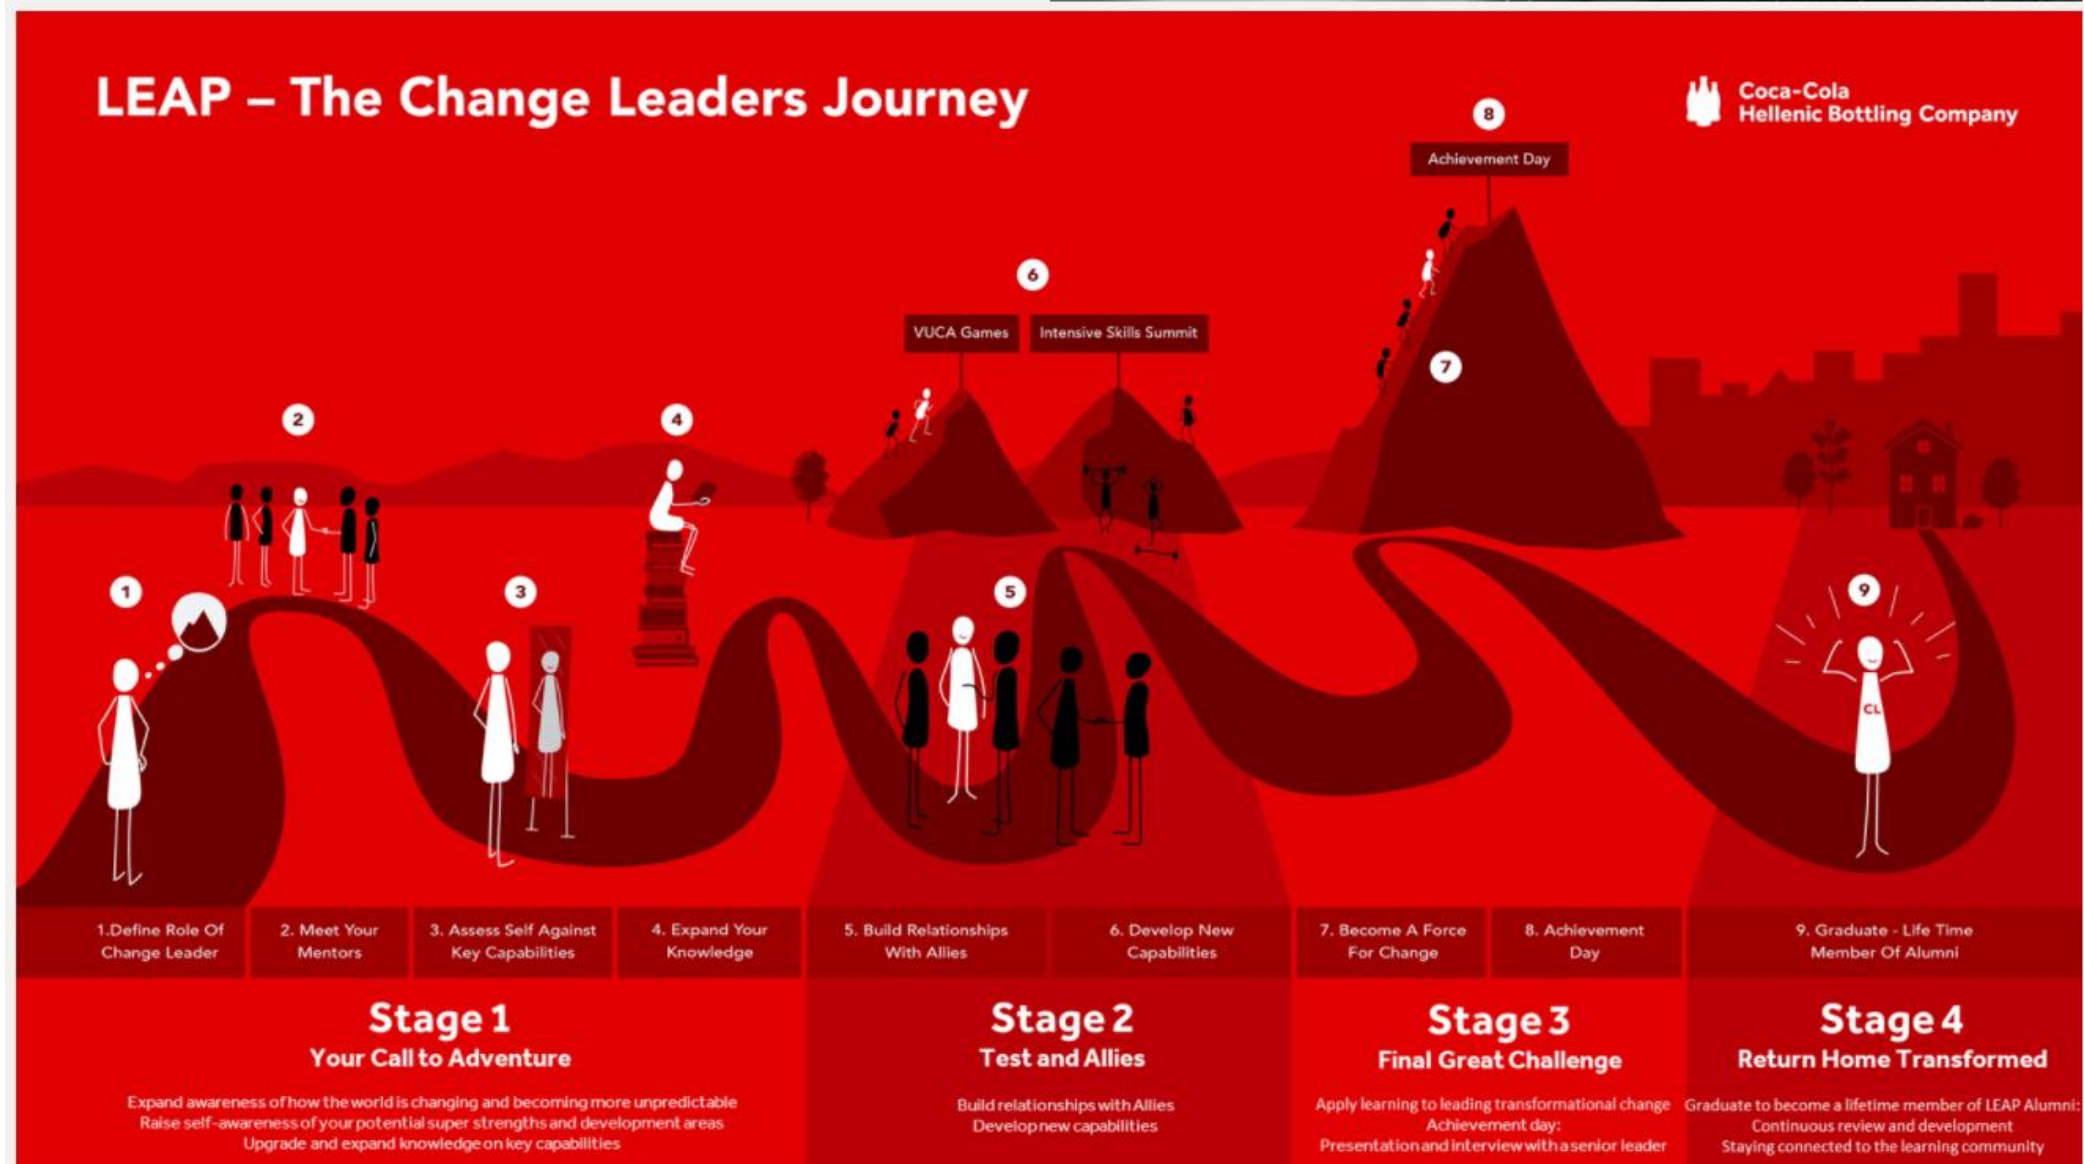 LEAP – The Change Leaders Journey
Coca-Cola
Hellenic Bottling Company
8
Achievement Day
6
VUCA Games
Intensive Skills Summit
7
2
4
1
3
5
9
CL
1.Define Role Of
Change Leader
2. Meet Your
Mentors
3. Assess Self Against
Key Capabilities
4. Expand Your
Knowledge
5. Build Relationships
With Allies
6. Develop New
Capabilities
7. Become A Force
For Change
8. Achievement
Day
9. Graduate - Life Time
Member Of Alumni
Stage 1
Your Call to Adventure
Expand awareness of how the world is changing and becoming more unpredictable
Raise self-awareness of your potential super strengths and development areas
Upgrade and expand knowledge on key capabilities
Stage 2
Test and Allies
Build relationships with Allies
Develop new capabilities
Stage 3
Final Great Challenge
Apply learning to leading transformational change
Achievement day:
Presentation and interview with a senior leader
Stage 4
Return Home Transformed
Graduate to become a lifetime member of LEAP Alumni:
Continuous review and development
Staying connected to the learning community